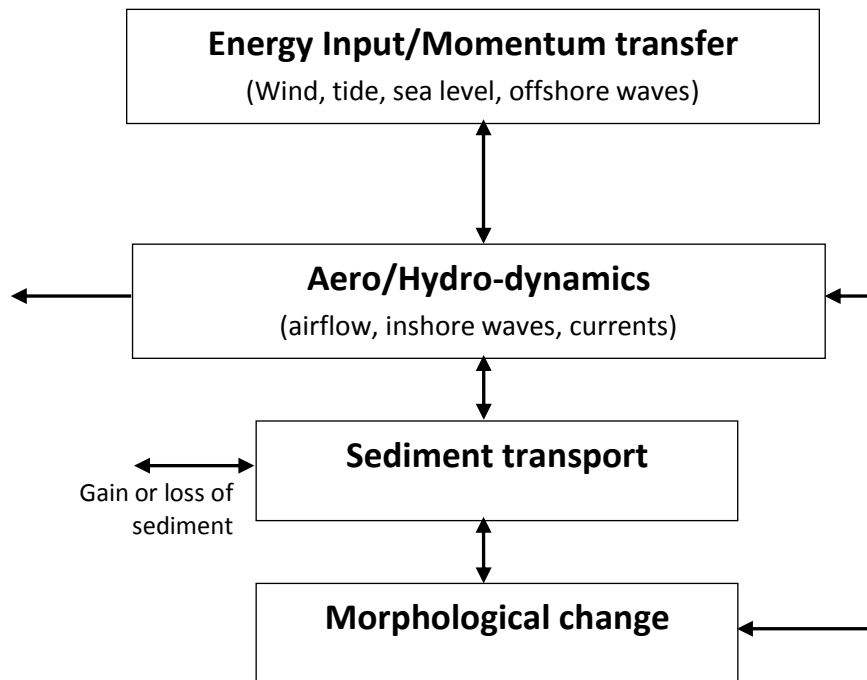 Energy Input/Momentum transfer
(Wind, tide, sea level, offshore waves)
Aero/Hydro-dynamics
(airflow, inshore waves, currents)
Sediment transport
Gain or loss of
sediment
Morphological change